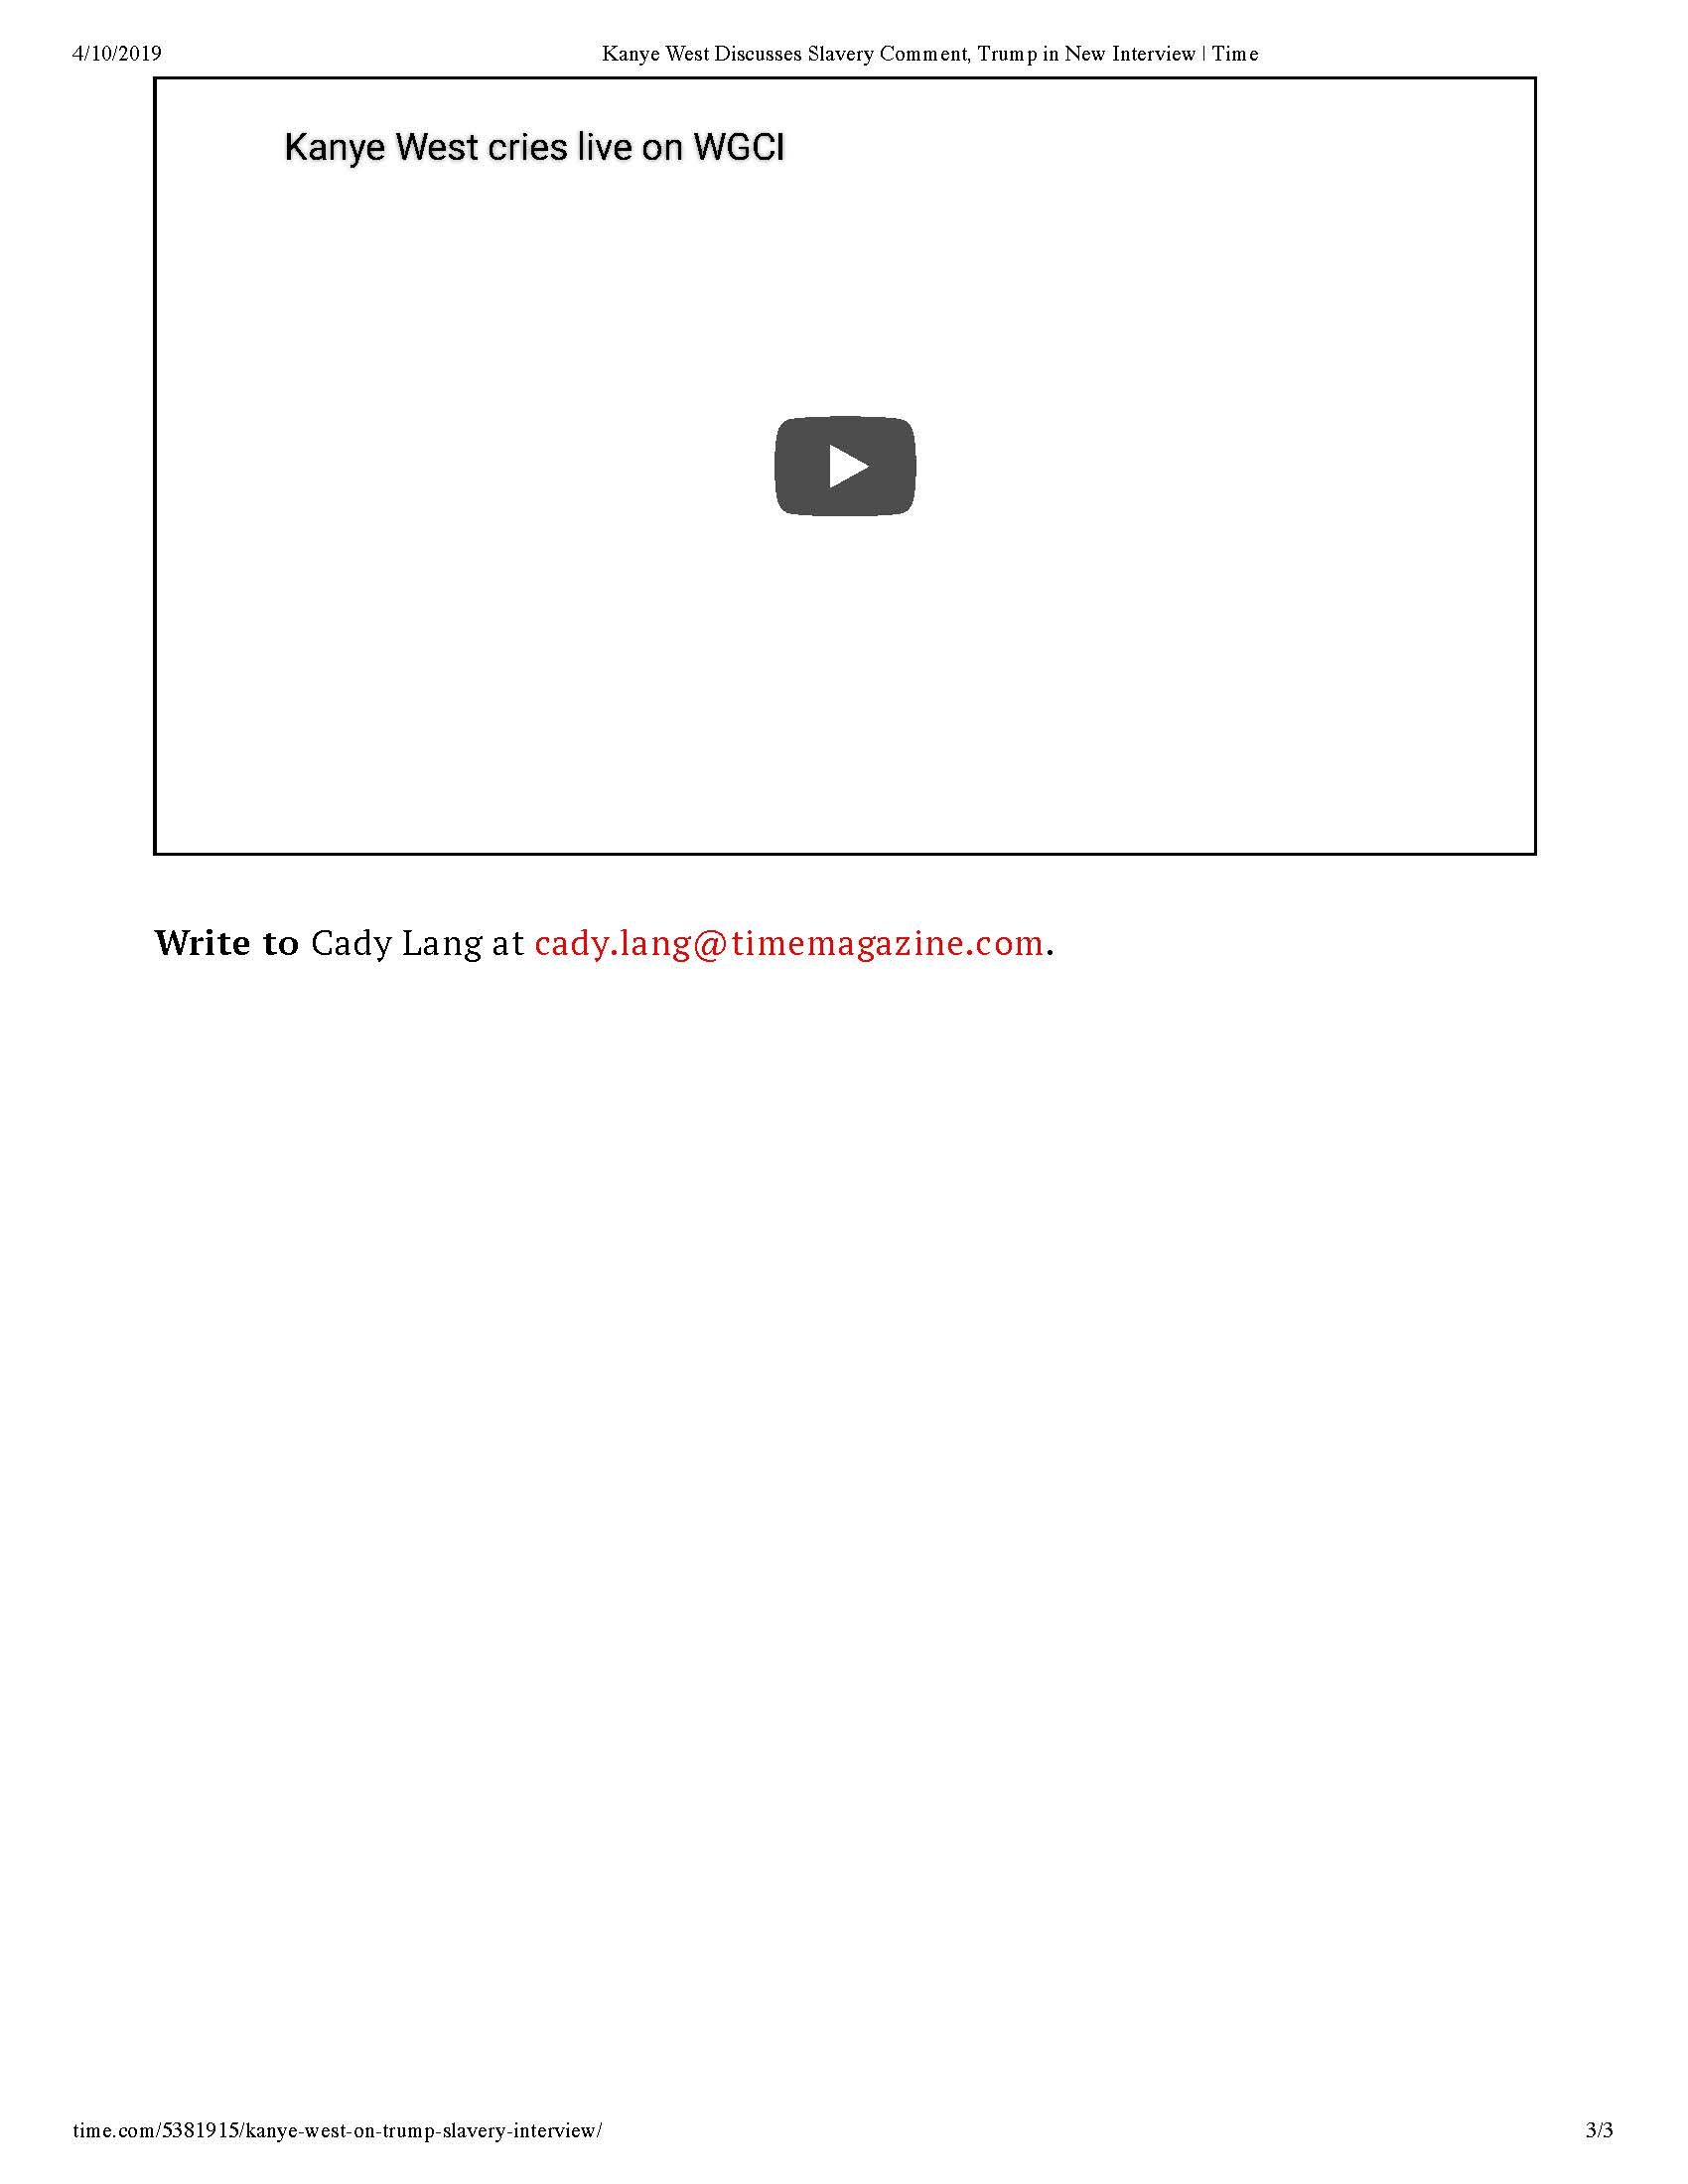 4/10/2019 Kanye West Discusses Slavery Comment, Trump in New Interview | Time
Kanye West cries live on WGCI
Write to Cady Lang at cady.lang@timemagazine.com.
time.com/5381915/kanye-west-on-trump-slavery-interview/ 3/3